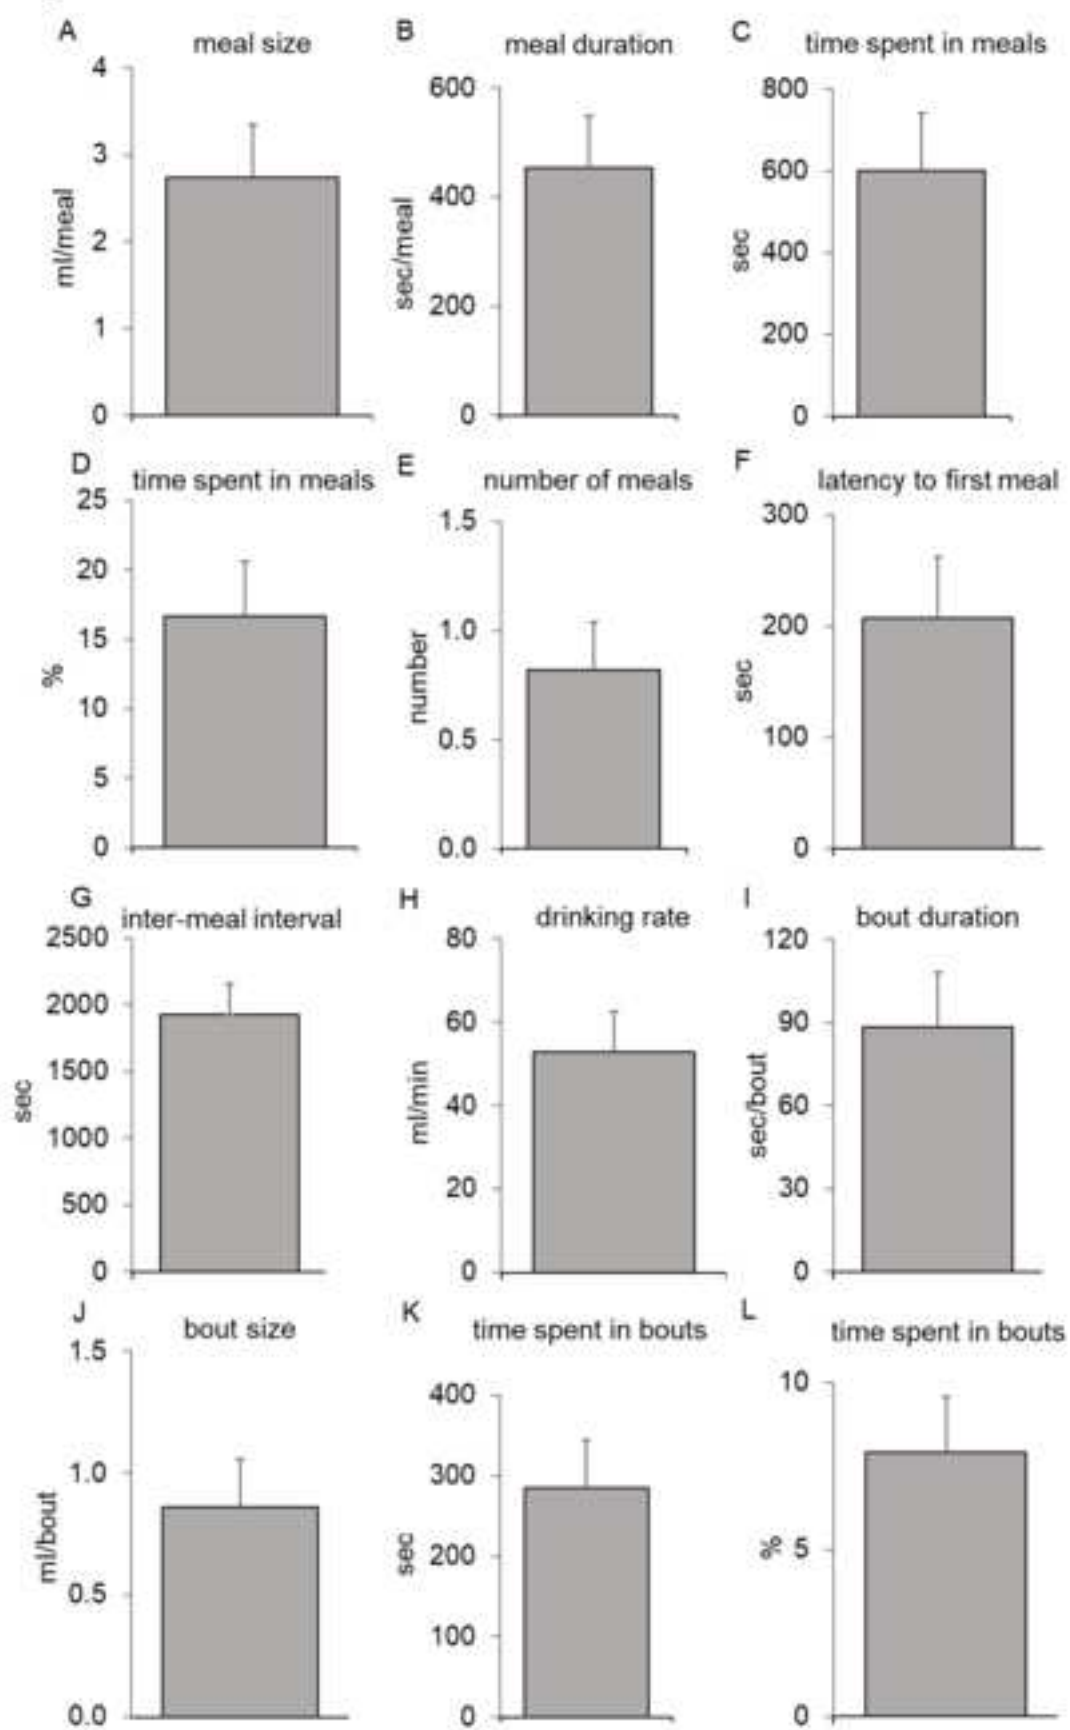 A
meal size
4
3
2
1
0
ml/meal
B
meal duration
600
400
200
0
sec/meal
C
time spent in meals
800
600
400
200
0
sec
D
time spent in meals
25
20
15
10
5
0
%
E
number of meals
1.5
1.0
0.5
0.0
number
F
latency to first meal
300
200
100
0
sec
G
inter-meal interval
2500
2000
1500
1000
500
0
sec
H
drinking rate
80
60
40
20
0
ml/min
I
bout duration
120
90
60
30
0
sec/bout
J
bout size
1.5
1.0
0.5
0.0
ml/bout
K
time spent in bouts
400
300
200
100
0
sec
L
time spent in bouts
10
5
0
%